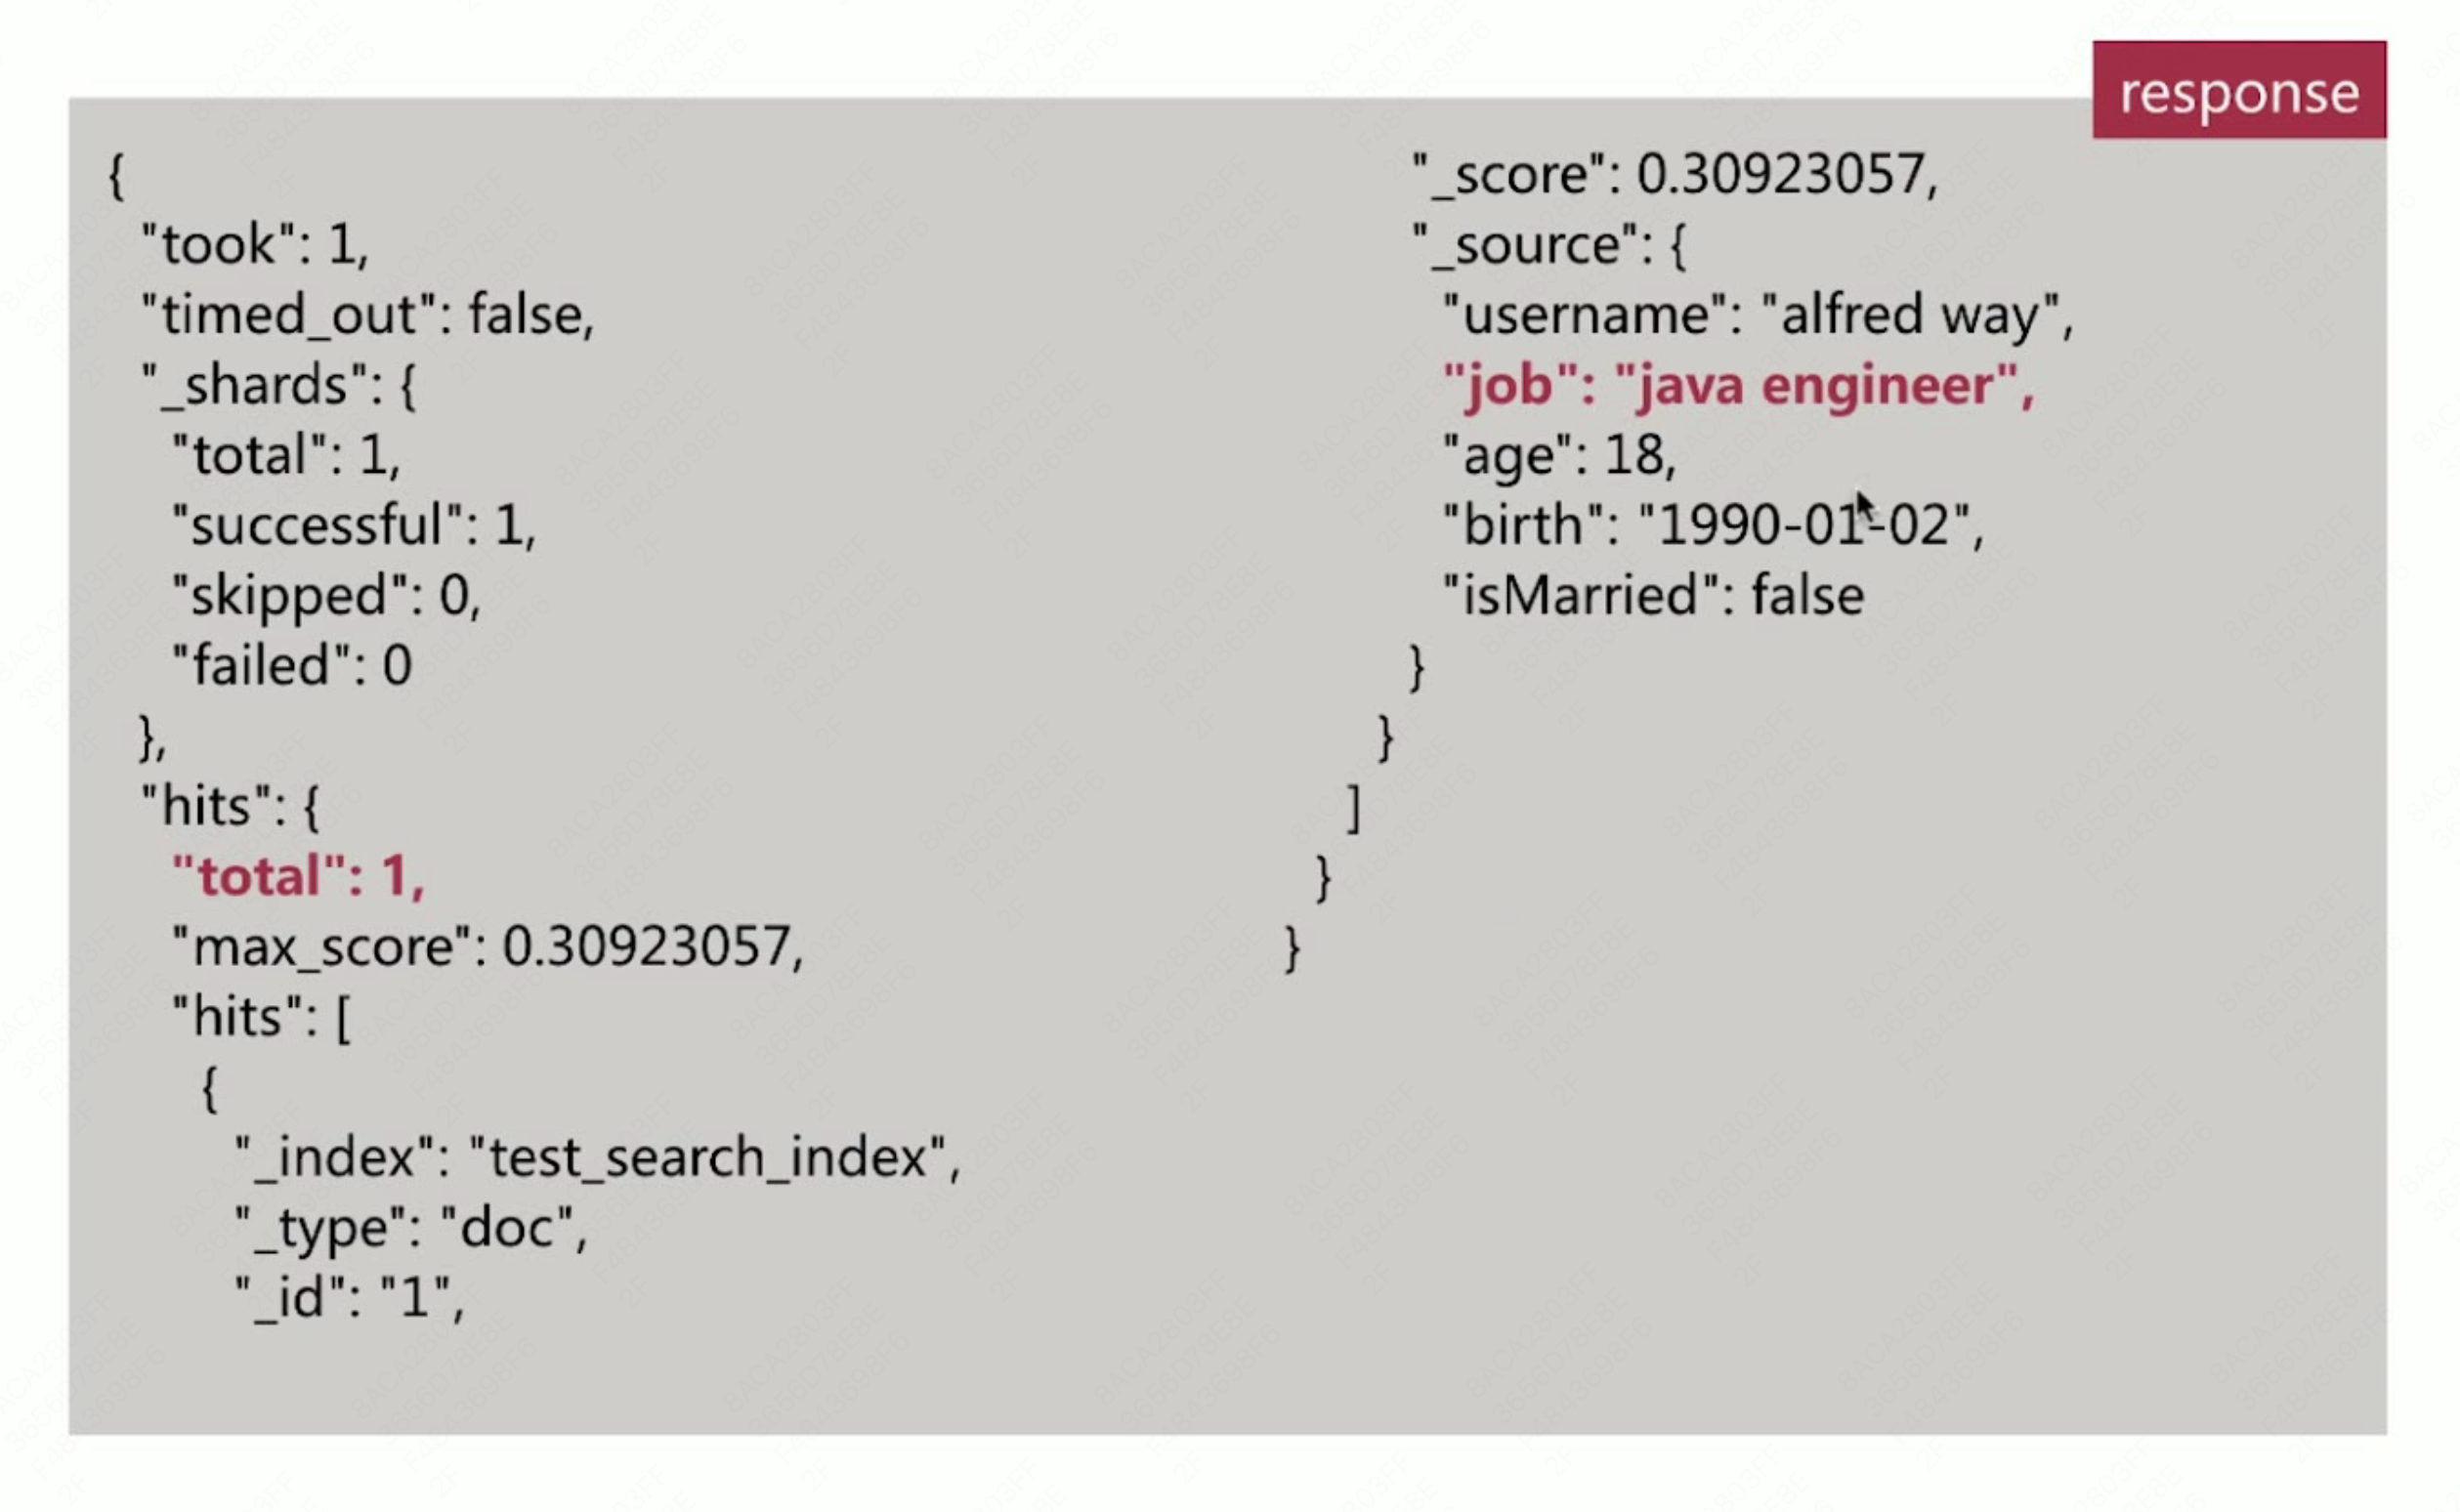 response
{
"took": 1,
"timed_out": false,
"_shards": {
"total": 1,
"successful": 1,
"skipped": 0,
"failed": 0
},
"hits": {
"total": 1,
"max_score": 0.30923057,
"hits": [
{
"_index": "test_search_index",
"_type": "doc",
"_id": "1",
"_score": 0.30923057,
"_source": {
"username": "alfred way",
"job": "java engineer",
"age": 18,
"birth": "1990-01-02",
"isMarried": false
}
}
]
}
}